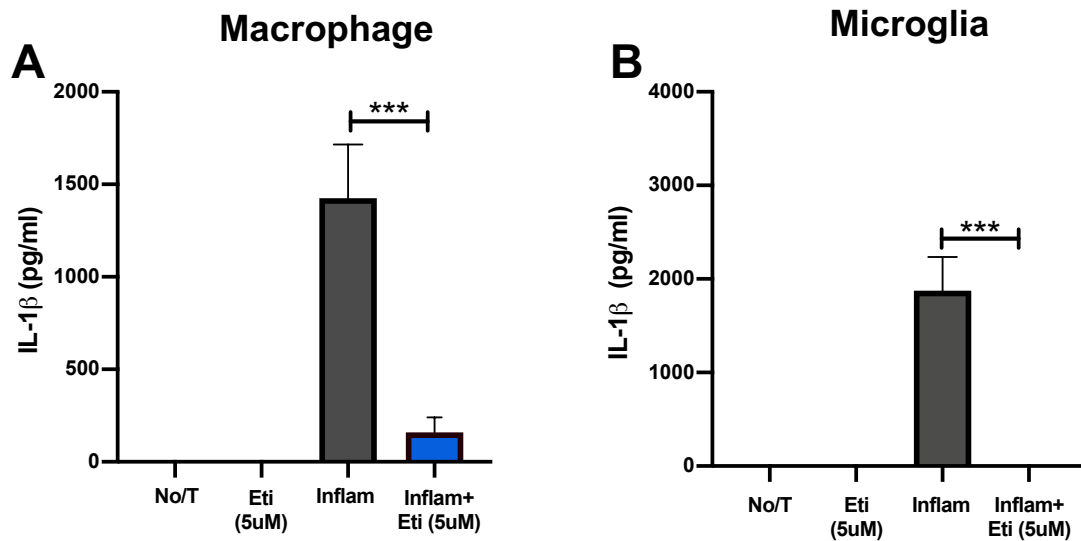 Macrophage
A
2000
1500
1000
500
0
IL-1β (pg/ml)
***
No/T
Eti
(5uM)
Inflam
Inflam+
Eti (5uM)
Microglia
B
4000
3000
2000
1000
0
IL-1β (pg/ml)
***
No/T
Eti
(5uM)
Inflam
Inflam+
Eti (5uM)